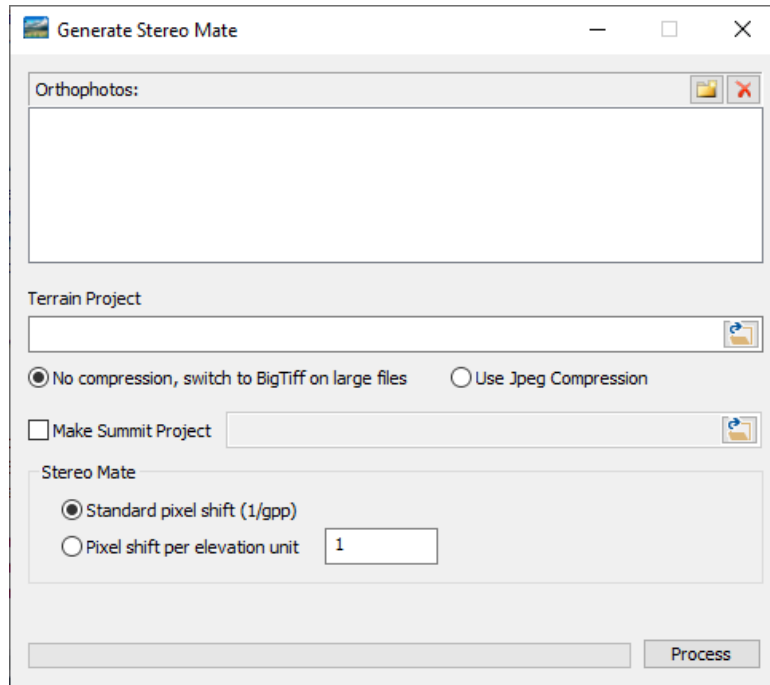 Generate Stereo Mate
Orthophotos:
Terrain Project
No compression, switch to BigTiff on large files Use Jpeg Compression
Make Summit Project
Stereo Mate
Standard pixel shift (1/gpp)
Pixel shift per elevation unit 1
Process